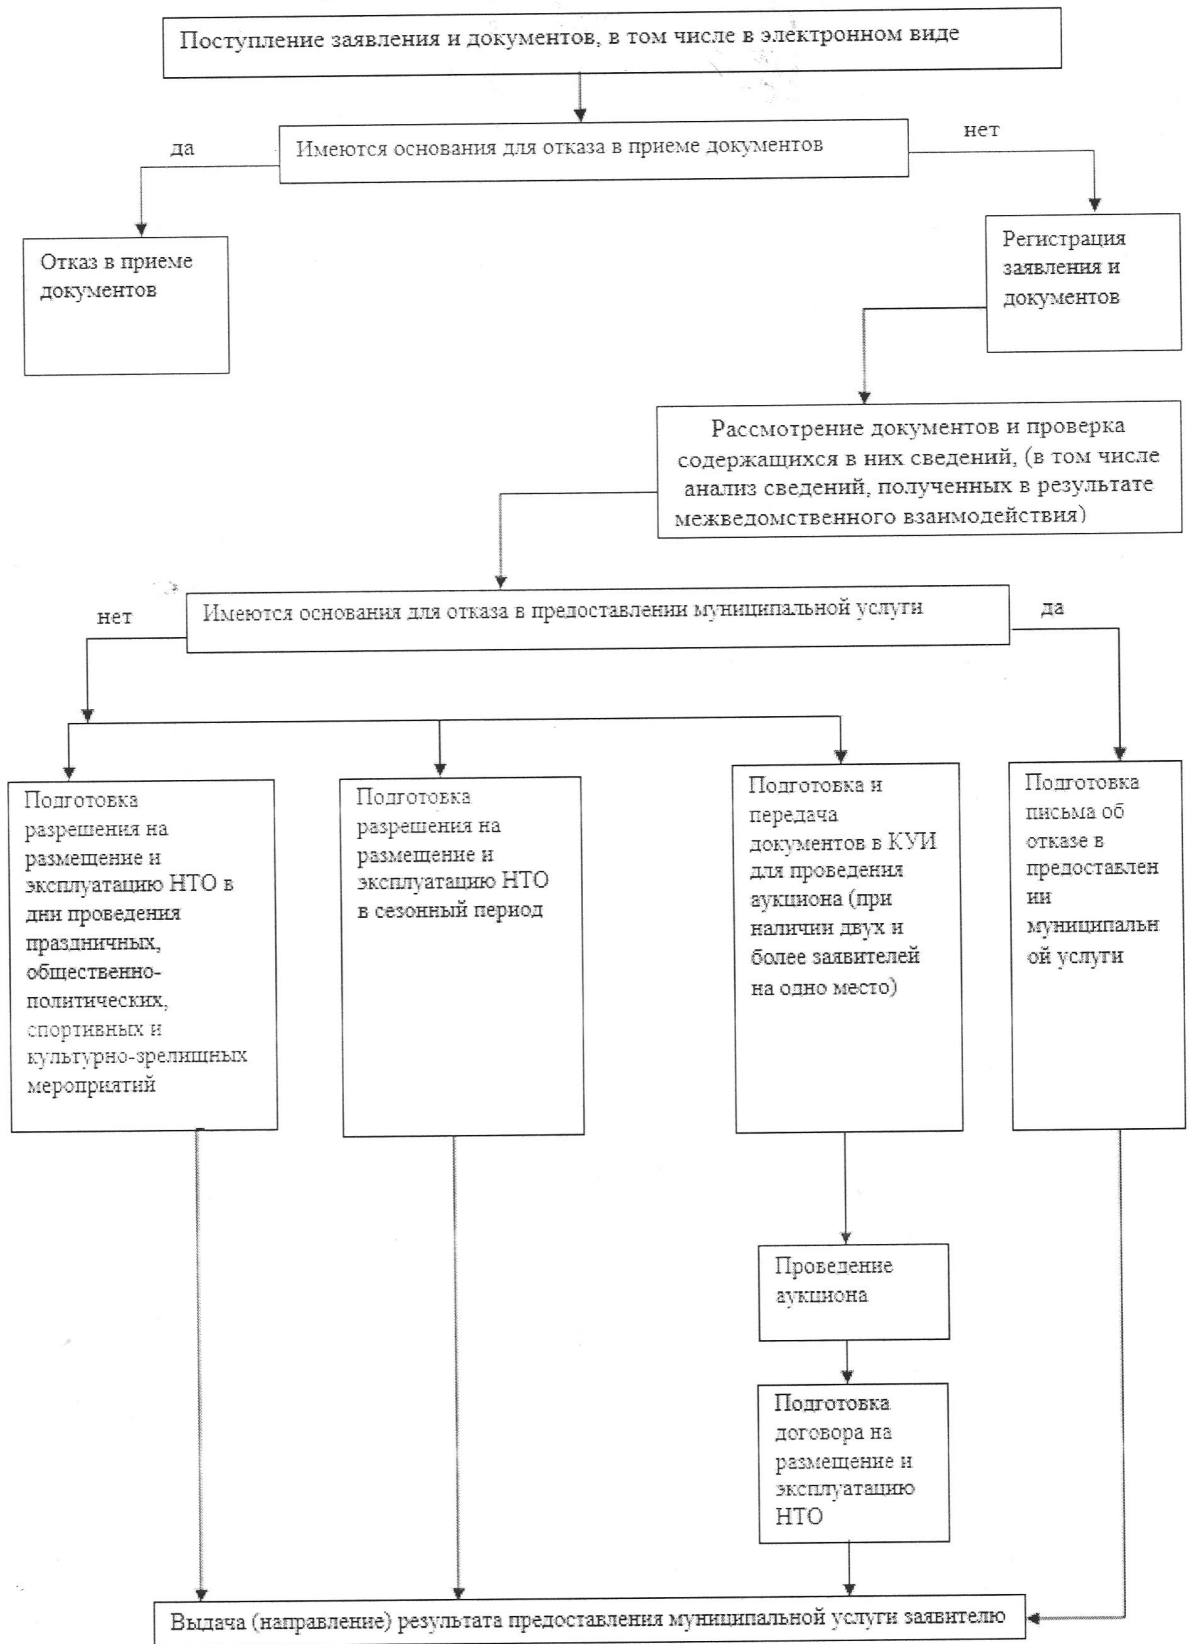 Поступление заявления и документов, в том числе в электронном виде
да
Имеются основания для отказа в приеме документов
нет
Отказ в приеме
документов
Регистрация
заявления и
документов
Рассмотрение документов и проверка
содержащихся в них сведений, (в том числе
анализ сведений, полученных в результате
межведомственного взаимодействия)
нет
Имеются основания для отказа в предоставлении муниципальной услуги
да
Подготовка
разрешения на
размещение и
эксплуатацию НТО в
дни проведения
праздничных,
общественно-
политических,
спортивных и
культурно-зрелищных
мероприятий
Подготовка
разрешения на
размещение и
эксплуатацию НТО
в сезонный период
Подготовка и
передача
документов в КУИ
для проведения
аукциона (при
наличии двух и
более заявителей
на одно место)
Подготовка
письма об
отказе в
предоставлен
ии
муниципальн
ой услуги
Проведение
аукциона
Подготовка
договора на
размещение и
эксплуатацию
НТО
Выдача (направление) результата предоставления муниципальной услуги заявителю